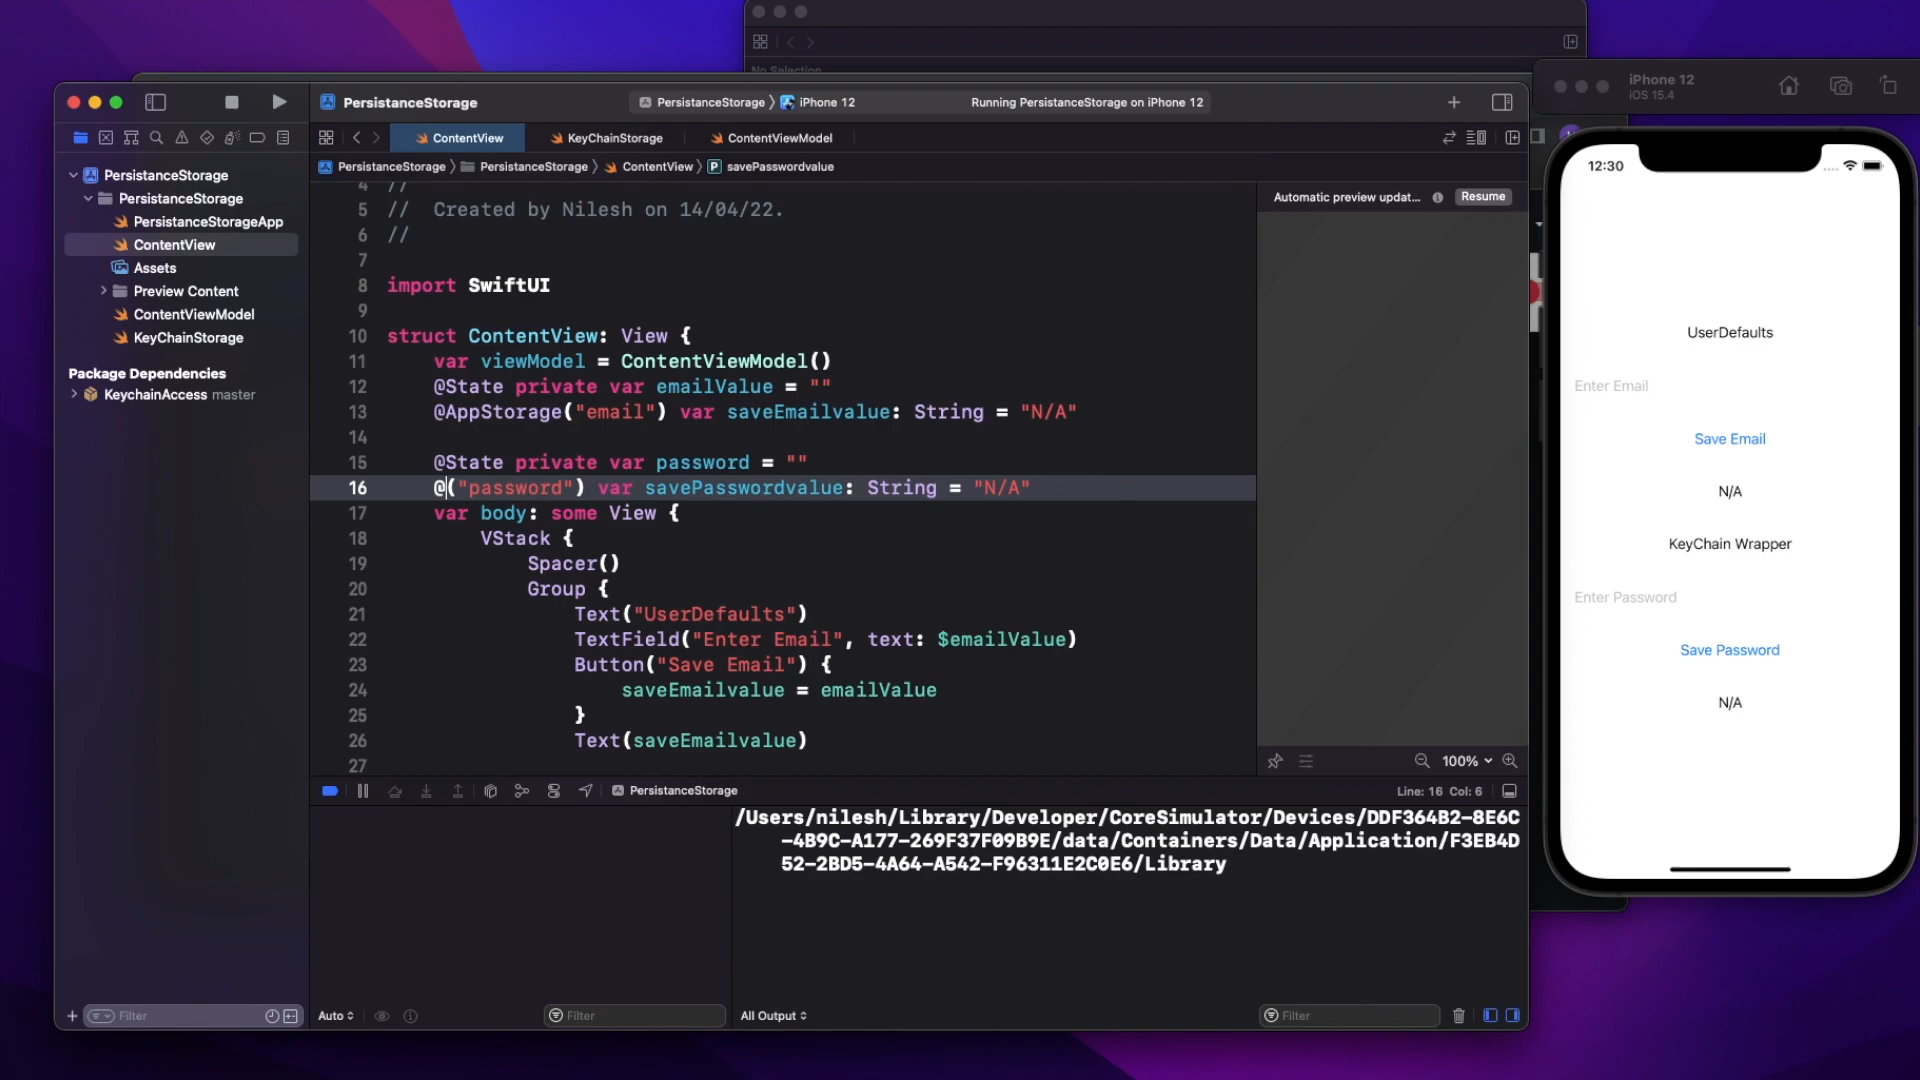 No Selection
iPhone 12
iOS 15.4
PersistanceStorage
PersistanceStorage
iPhone 12
Running PersistanceStorage on iPhone 12
ContentView
KeyChainStorage
ContentViewModel
PersistanceStorage
PersistanceStorage
ContentView
P
savePasswordvalue
PersistanceStorage
PersistanceStorage
PersistanceStorageApp
ContentView
Assets
Preview Content
ContentViewModel
KeyChainStorage
Package Dependencies
KeychainAccess master
4 //
5 //  Created by Nilesh on 14/04/22.
6 //
7
8 import SwiftUI
9
10 struct ContentView: View {
11 var viewModel = ContentViewModel()
12 @State private var emailValue = ""
13 @AppStorage("email") var saveEmailvalue: String = "N/A"
14
15 @State private var password = ""
16 @("password") var savePasswordvalue: String = "N/A"
17 var body: some View {
18 VStack {
19 Spacer()
20 Group {
21 Text("UserDefaults")
22 TextField("Enter Email", text: $emailValue)
23 Button("Save Email") {
24 saveEmailvalue = emailValue
25 }
26 Text(saveEmailvalue)
27
Automatic preview updat...
Resume
100%
PersistanceStorage
Line: 16 Col: 6
/Users/nilesh/Library/Developer/CoreSimulator/Devices/DDF364B2-8E6C
-4B9C-A177-269F37F09B9E/data/Containers/Data/Application/F3EB4D
52-2BD5-4A64-A542-F96311E2C0E6/Library
Filter
Auto
Filter
All Output
Filter
12:30
UserDefaults
Enter Email
Save Email
N/A
KeyChain Wrapper
Enter Password
Save Password
N/A